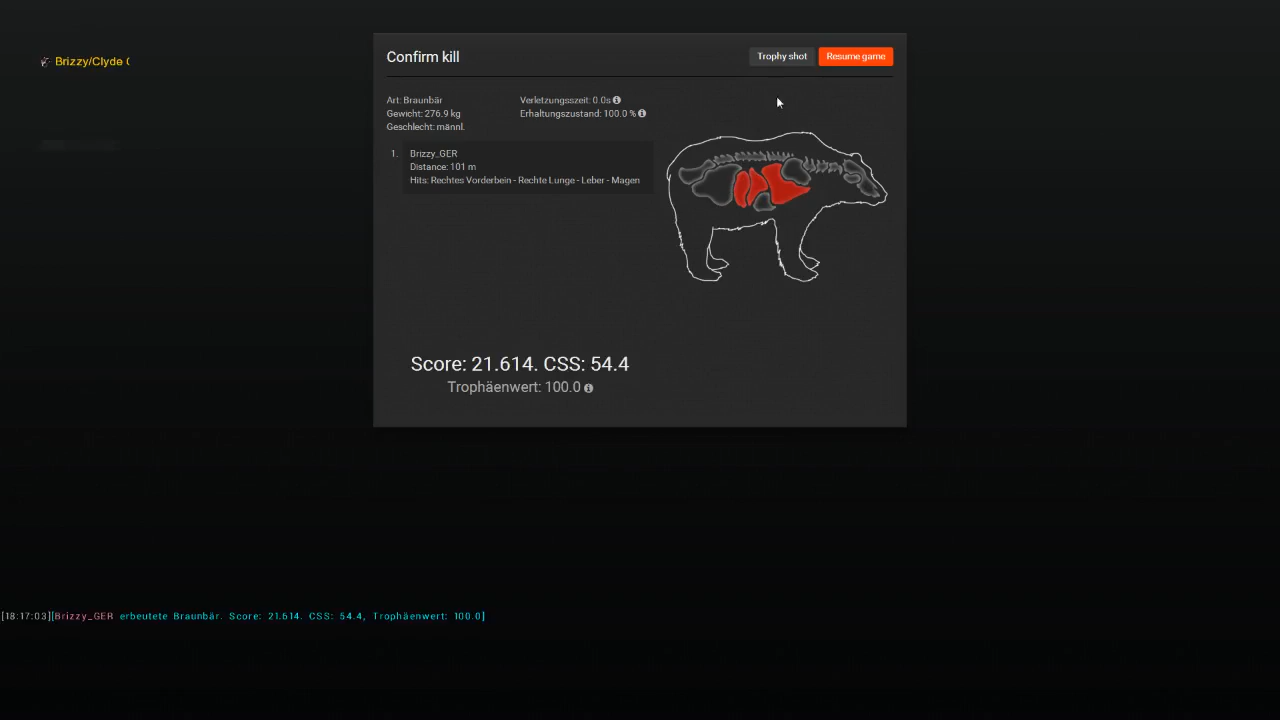 Brizzy/Clyde
Confirm kill
Trophy shot
Resume game
Art: Braunbär
Gewicht: 276.9 kg
Geschlecht: männl.
Verletzungsszeit: 0.0s
Erhaltungszustand: 100.0 %
1.
Brizzy_GER
Distance: 101 m
Hits: Rechtes Vorderbein - Rechte Lunge - Leber - Magen
Score: 21.614. CSS: 54.4
Trophäenwert: 100.0
[18:17:03][Brizzy_GER erbeutete Braunbär. Score: 21.614. CSS: 54.4, Trophäenwert: 100.0]